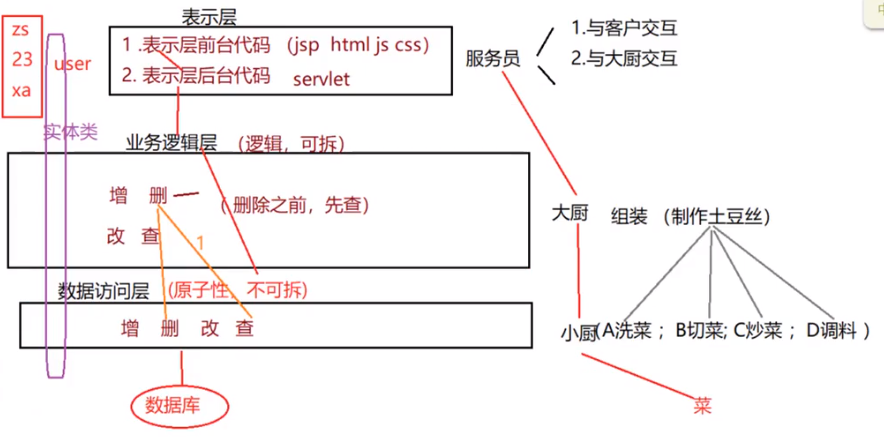 表示层
zs
23
xa
user
实体类
1 .表示层前台代码 （jsp html js css）
2. 表示层后台代码 servlet
服务员
1.与客户交互
2.与大厨交互
业务逻辑层 （逻辑，可拆）
增 删
（ 删除之前，先查）
改 查
1
大厨 组装 （制作土豆丝）
数据访问层 （原子性，不可拆）
增 删 改 查
小厨（A洗菜 ；B切菜; C炒菜 ；D调料 ）
数据库
菜